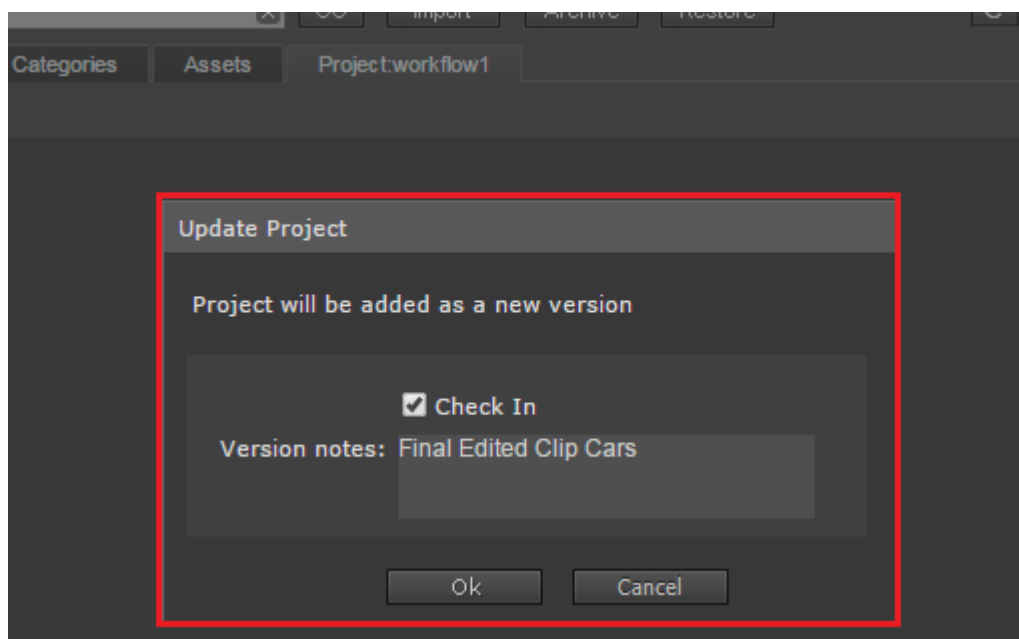 Import Archive Restore
Categories Assets Project:workflow1
Update Project
Project will be added as a new version
Check In
Version notes: Final Edited Clip Cars
Ok Cancel